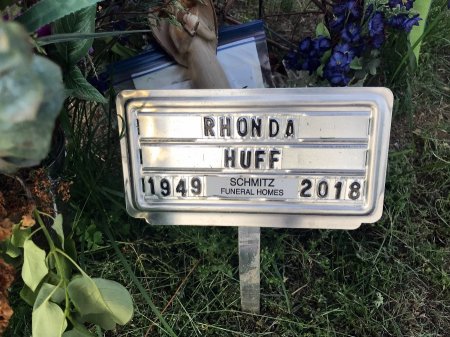 RHONDA
HUFF
1949 SCHMITZ FUNERAL HOMES 2018